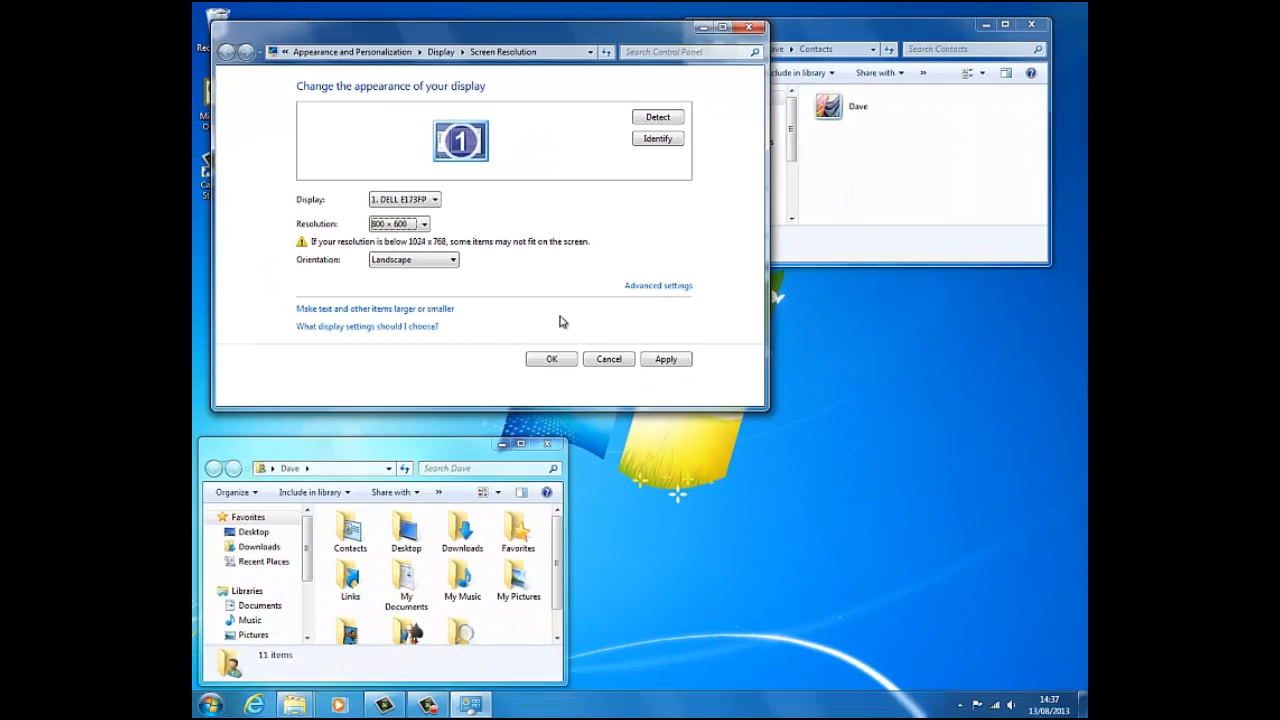 Appearance and Personalization Display Screen Resolution
Search Control Panel
Change the appearance of your display
1
Detect
Identify
Display: 1. DELL E173FP
Resolution: 800 × 600
If your resolution is below 1024 x 768, some items may not fit on the screen.
Orientation: Landscape
Advanced settings
Make text and other items larger or smaller
What display settings should I choose?
OK Cancel Apply
Contacts
Search Contacts
Share with »
Dave
Dave
Search Dave
Organize Include in library Share with »
Favorites
Desktop
Downloads
Recent Places
Libraries
Documents
Music
Pictures
Contacts Desktop Downloads Favorites
Links My Documents My Music My Pictures
11 items
14:37
13/08/2013